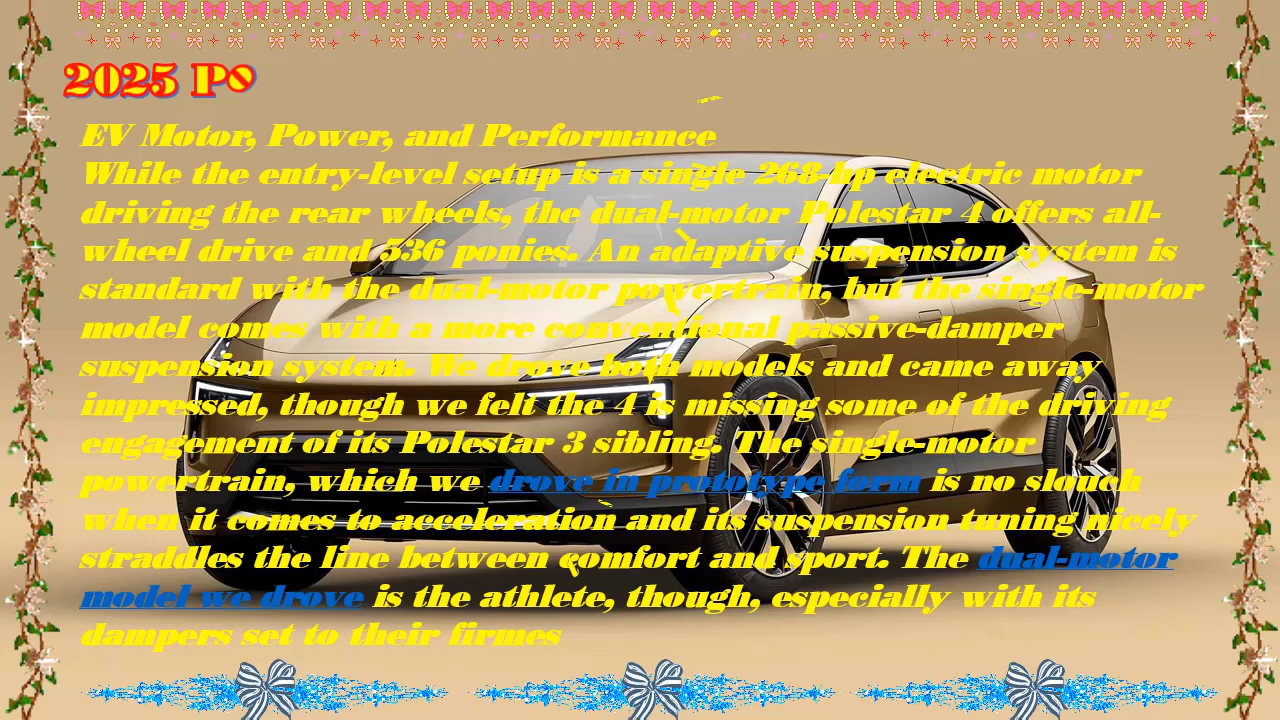 2025 Po
EV Motor, Power, and Performance
While the entry-level setup is a single 268-hp electric motor
driving the rear wheels, the dual-motor Polestar 4 offers all-
wheel drive and 536 ponies. An adaptive suspension system is
standard with the dual-motor powertrain, but the single-motor
model comes with a more conventional passive-damper
suspension system. We drove both models and came away
impressed, though we felt the 4 is missing some of the driving
engagement of its Polestar 3 sibling. The single-motor
powertrain, which we drove in prototype form is no slouch
when it comes to acceleration and its suspension tuning nicely
straddles the line between comfort and sport. The dual-motor
model we drove is the athlete, though, especially with its
dampers set to their firmes